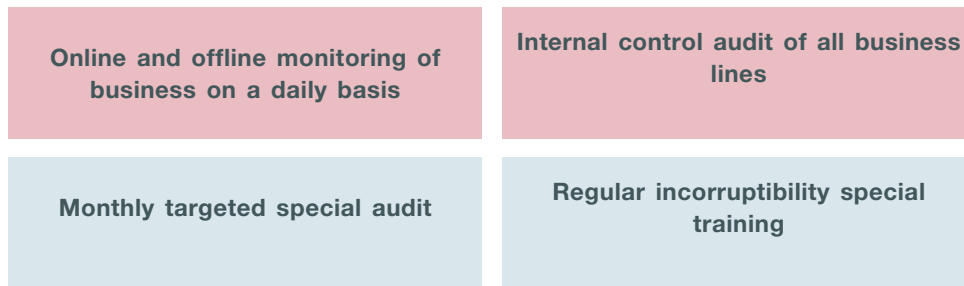 Online and offline monitoring of
business on a daily basis
Internal control audit of all business
lines
Monthly targeted special audit
Regular incorruptibility special
training